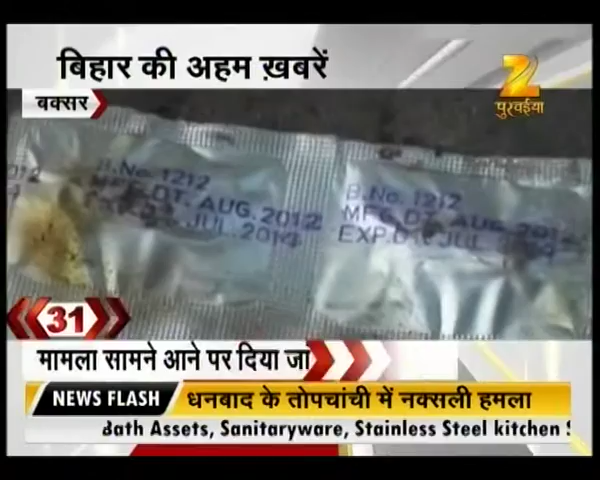 बिहार की अहम ख़बरें
Z
पुरवईया
बक्सर
12
B.No. 1212
MFG.DT. AUG.2012
EXP.DT. JUL.2014
B.No. 1212
MFG.DT. AUG.2012
EXP.DT. JUL.2014
31
मामला सामने आने पर दिया जा
NEWS FLASH
धनबाद के तोपचांची में नक्सली हमला
Bath Assets, Sanitaryware, Stainless Steel kitchen S